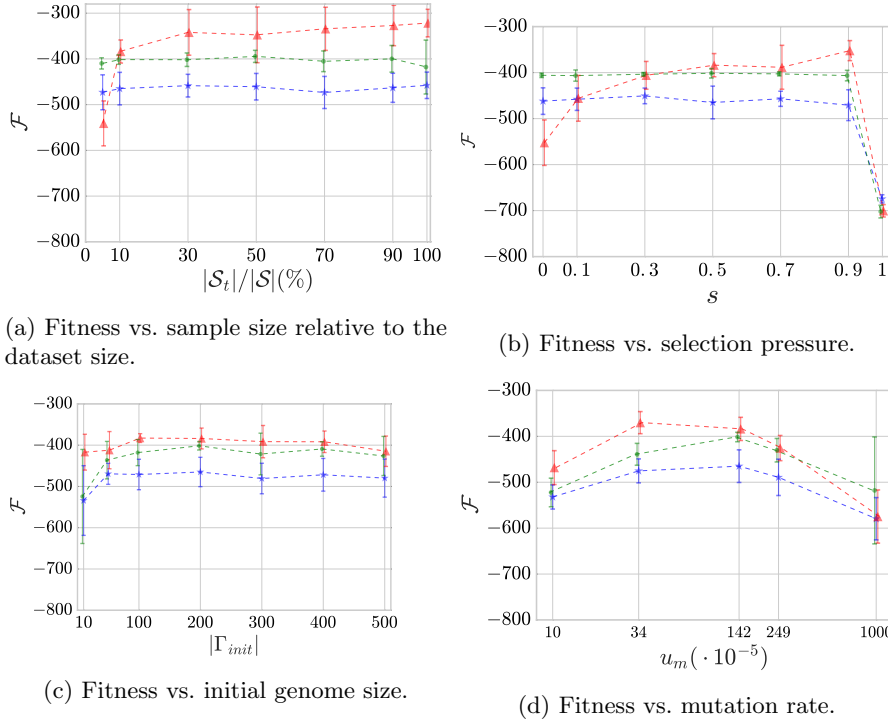 −300
−400
−500
−600
−700
−800
F
0 10 30 50 70 90 100
|S_t|/|S|(%)
(a) Fitness vs. sample size relative to the
dataset size.
−300
−400
−500
−600
−700
−800
F
0 0.1 0.3 0.5 0.7 0.9 1
s
(b) Fitness vs. selection pressure.
−300
−400
−500
−600
−700
−800
F
10 100 200 300 400 500
|Γ_init|
(c) Fitness vs. initial genome size.
−300
−400
−500
−600
−700
−800
F
10 34 142 249 1000
u_m(·10^−5)
(d) Fitness vs. mutation rate.